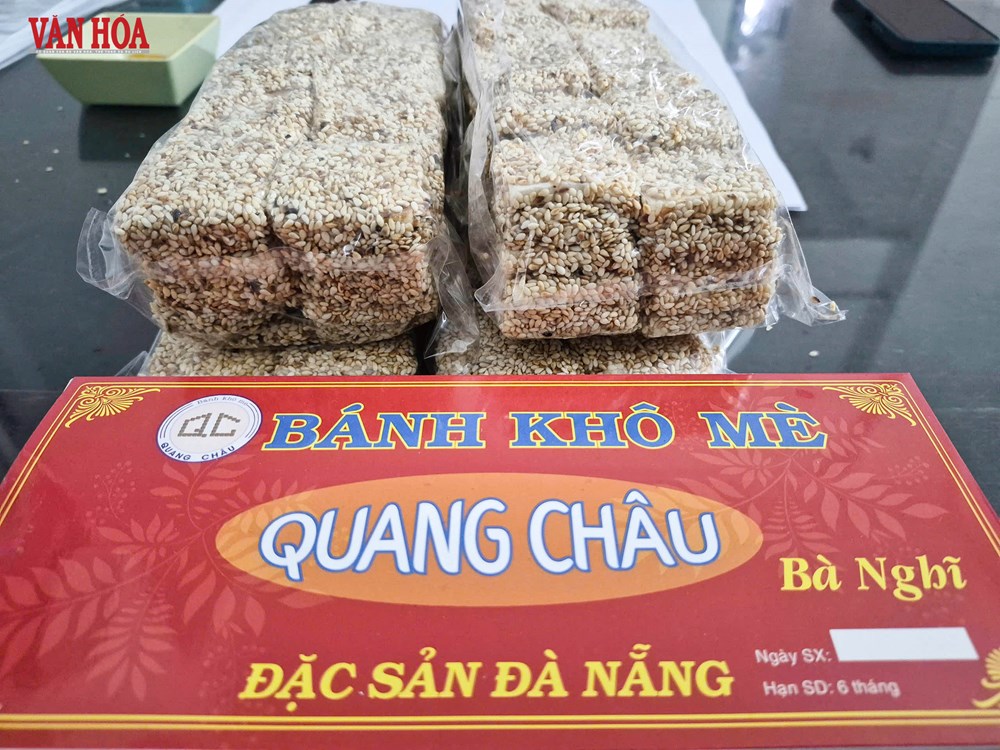 VĂN HÓA
BÁNH KHÔ MÈ
QC
QUANG CHÂU
QUANG CHÂU
Bà Nghĩ
ĐẶC SẢN ĐÀ NẴNG
Ngày SX:
Hạn SD: 6 tháng